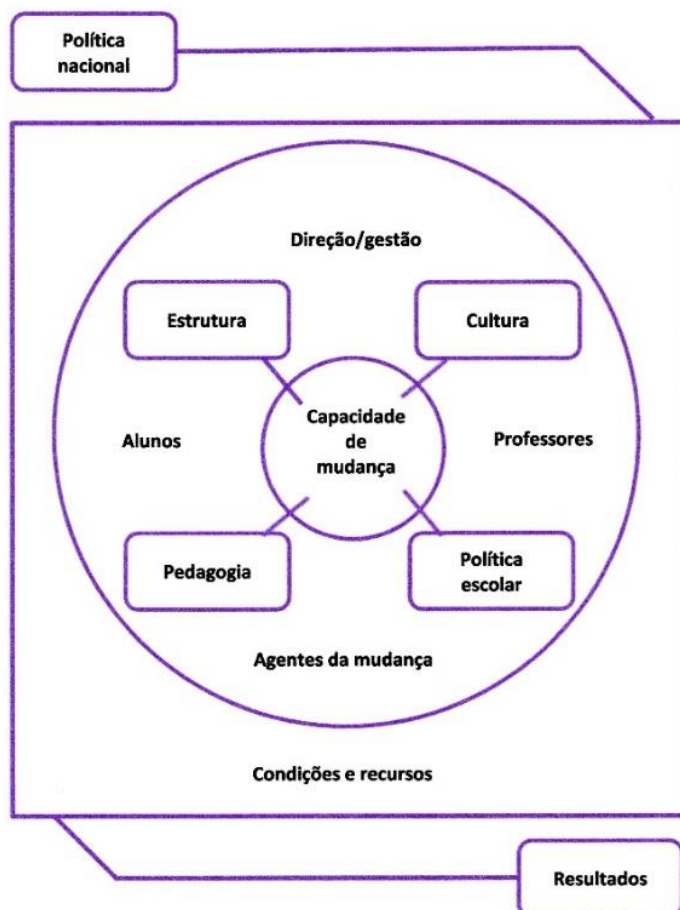 Política
nacional
Direção/gestão
Estrutura
Cultura
Capacidade
de
mudança
Alunos
Professores
Pedagogia
Política
escolar
Agentes da mudança
Condições e recursos
Resultados